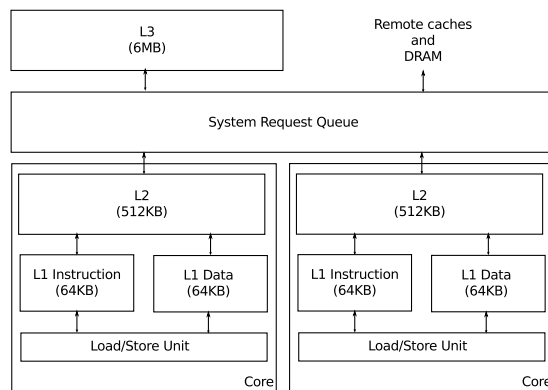 L3
(6MB)
Remote caches
and
DRAM
System Request Queue
L2
(512KB)
L1 Instruction
(64KB)
L1 Data
(64KB)
Load/Store Unit
Core
L2
(512KB)
L1 Instruction
(64KB)
L1 Data
(64KB)
Load/Store Unit
Core